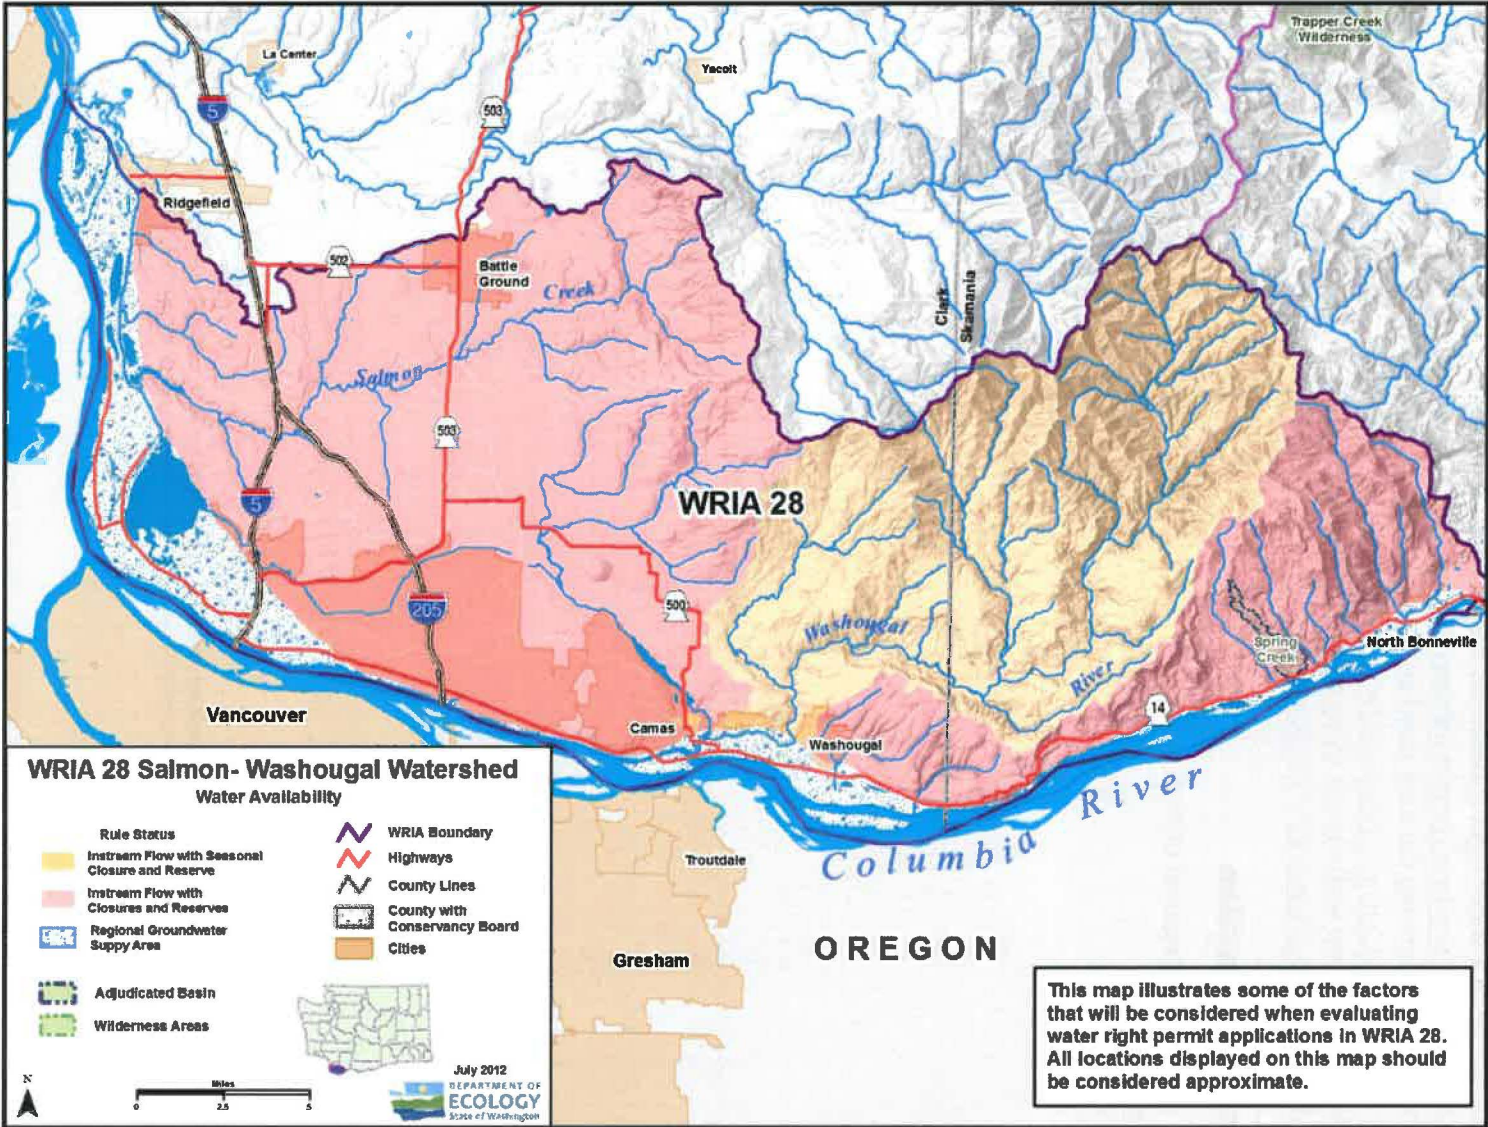 Trapper Creek
Wilderness
La Center
Yacolt
5
503
Ridgefield
502
Battle
Ground
Creek
Salmon
Clark
Skamania
503
WRIA 28
5
205
500
Washougal
River
Spring
Creek
North Bonneville
14
Vancouver
Camas
Washougal
Columbia River
Troutdale
Gresham
OREGON
WRIA 28 Salmon- Washougal Watershed
Water Availability
Rule Status
Instream Flow with Seasonal
Closure and Reserve
Instream Flow with
Closures and Reserves
Regional Groundwater
Suppy Area
Adjudicated Basin
Wilderness Areas
WRIA Boundary
Highways
County Lines
County with
Conservancy Board
Cities
N
Miles
0 2.5 5
July 2012
DEPARTMENT OF
ECOLOGY
State of Washington
This map illustrates some of the factors
that will be considered when evaluating
water right permit applications in WRIA 28.
All locations displayed on this map should
be considered approximate.